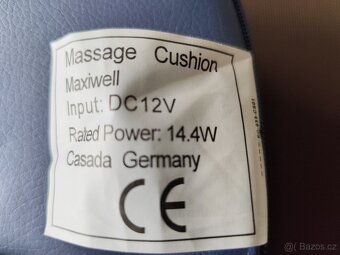 Massage Cushion
Maxiwell
Input: DC12V
Rated Power: 14.4W
Casada Germany
CE
Bazos.cz